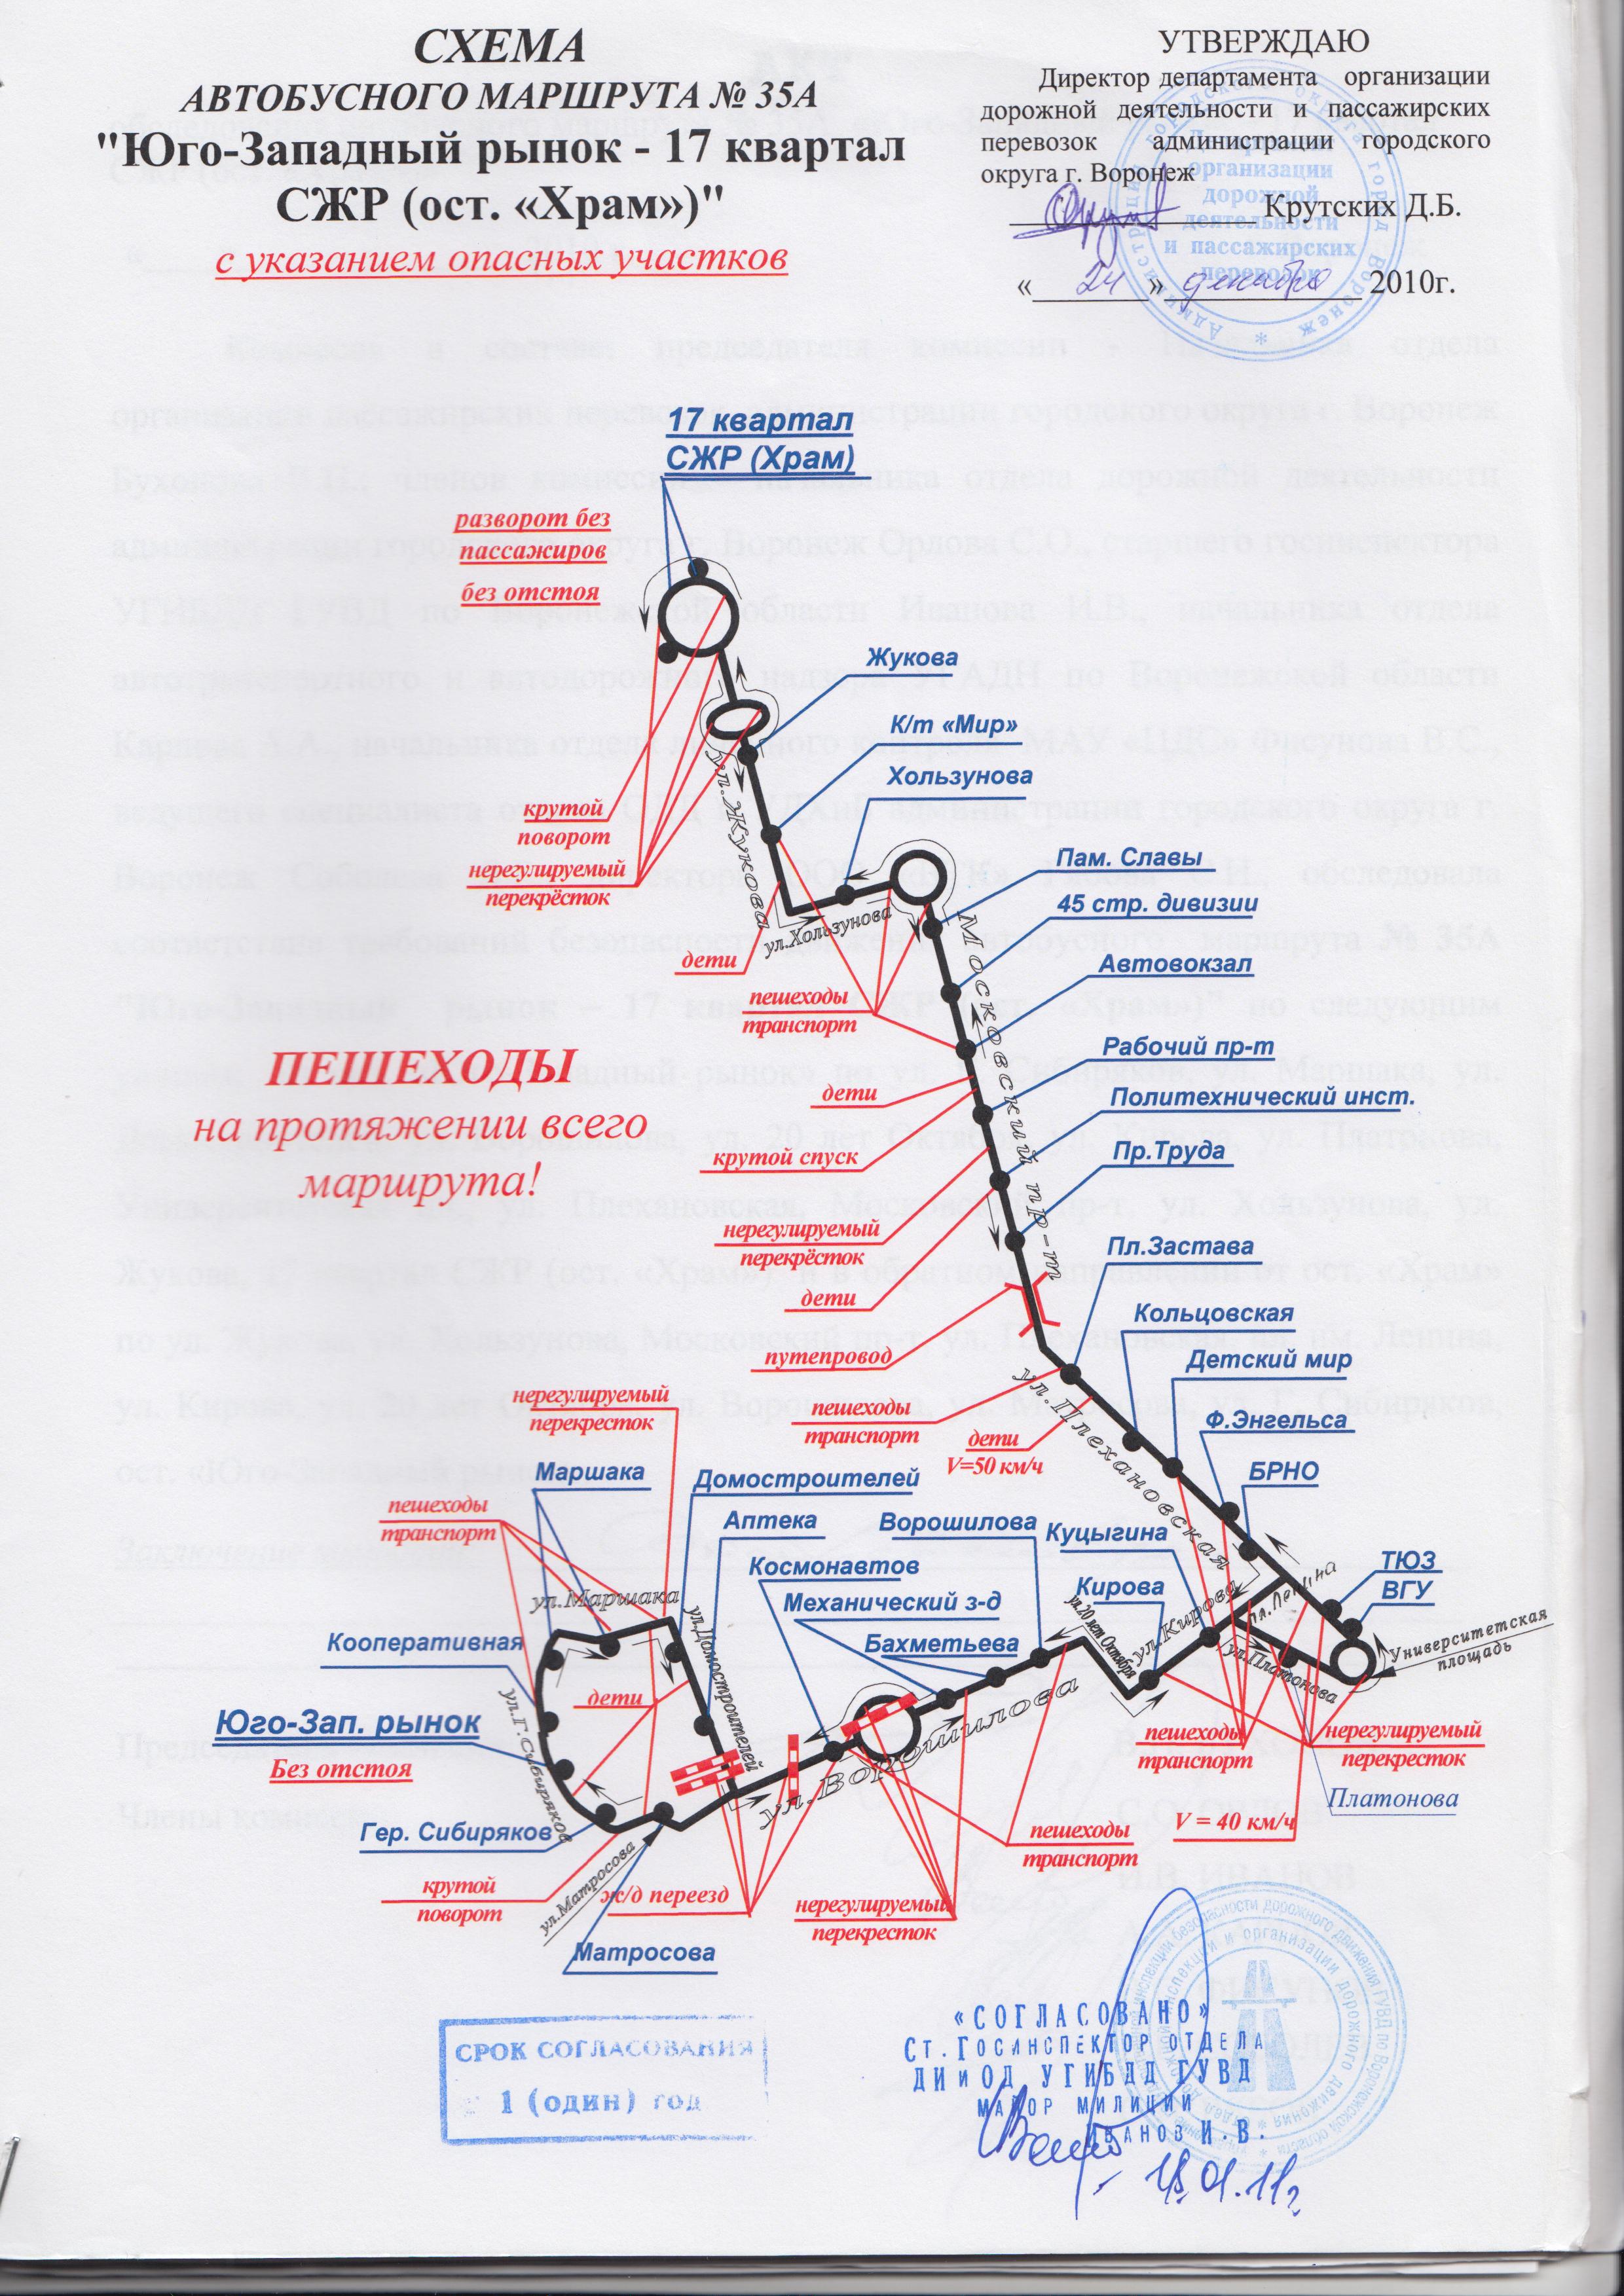 СХЕМА
АВТОБУСНОГО МАРШРУТА № 35А
"Юго-Западный рынок - 17 квартал
СЖР (ост. «Храм»)"
с указанием опасных участков
УТВЕРЖДАЮ
Директор департамента организации
дорожной деятельности и пассажирских
перевозок администрации городского
округа г. Воронеж
Крутских Д.Б.
«24» декабря 2010г.
организации
дорожной
деятельности
и пассажирских
перевозок
17 квартал
СЖР (Храм)
разворот без
пассажиров
без отстоя
Жукова
К/т «Мир»
Хользунова
ул.Жукова
крутой
поворот
нерегулируемый
перекрёсток
ул.Хользунова
Пам. Славы
45 стр. дивизии
Автовокзал
дети
пешеходы
транспорт
Московский пр-т
Рабочий пр-т
ПЕШЕХОДЫ
на протяжении всего
маршрута!
дети
Политехнический инст.
крутой спуск
Пр.Труда
нерегулируемый
перекрёсток
Пл.Застава
дети
Кольцовская
путепровод
Детский мир
ул.Плехановская
нерегулируемый
перекресток
пешеходы
транспорт
дети
V=50 км/ч
Ф.Энгельса
БРНО
Маршака
Домостроителей
пешеходы
транспорт
Аптека
Ворошилова
Куцыгина
Космонавтов
Кирова
ТЮЗ
ВГУ
Механический з-д
Бахметьева
ул.Маршака
ул.Домостроителей
ул.20 лет Октября
ул.Кирова
пл.Ленина
ул.Платонова
Университетская
площадь
Кооперативная
дети
Юго-Зап. рынок
Без отстоя
ул.Г.Сибиряков
ул.Ворошилова
пешеходы
транспорт
нерегулируемый
перекресток
Платонова
V = 40 км/ч
Гер. Сибиряков
пешеходы
транспорт
крутой
поворот
ул.Матросова
ж/д переезд
нерегулируемый
перекресток
Матросова
СРОК СОГЛАСОВАНИЯ
1 (один) год
«СОГЛАСОВАНО»
Ст.Госинспектор отдела
ДИиОД УГИБДД ГУВД
майор милиции
Иванов И.В.
18.01.11г